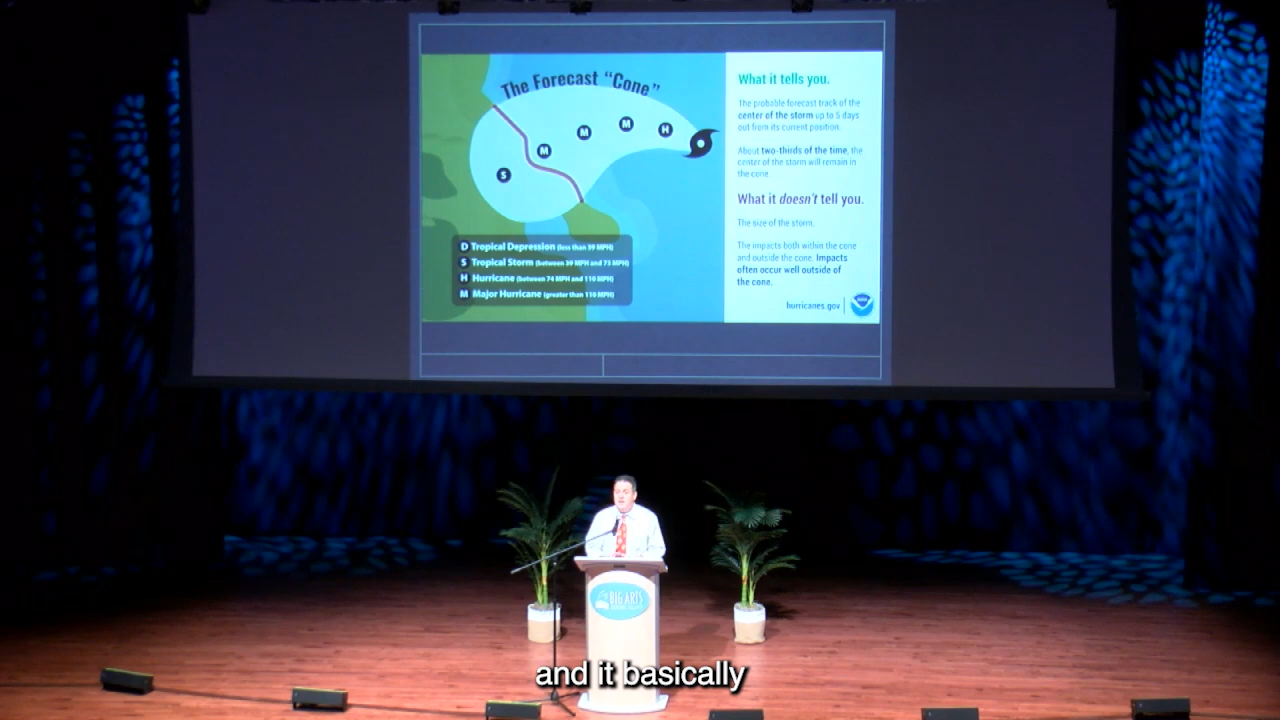 The Forecast "Cone"
H
M
M
M
S
D Tropical Depression (less than 39 MPH)
S Tropical Storm (between 39 MPH and 73 MPH)
H Hurricane (between 74 MPH and 110 MPH)
M Major Hurricane (greater than 110 MPH)
What it tells you.
The probable forecast track of the
center of the storm up to 5 days
out from its current position.
About two-thirds of the time, the
center of the storm will remain in
the cone.
What it doesn't tell you.
The size of the storm.
The impacts both within the cone
and outside the cone. Impacts
often occur well outside of
the cone.
hurricanes.gov
BIG ARTS
and it basically